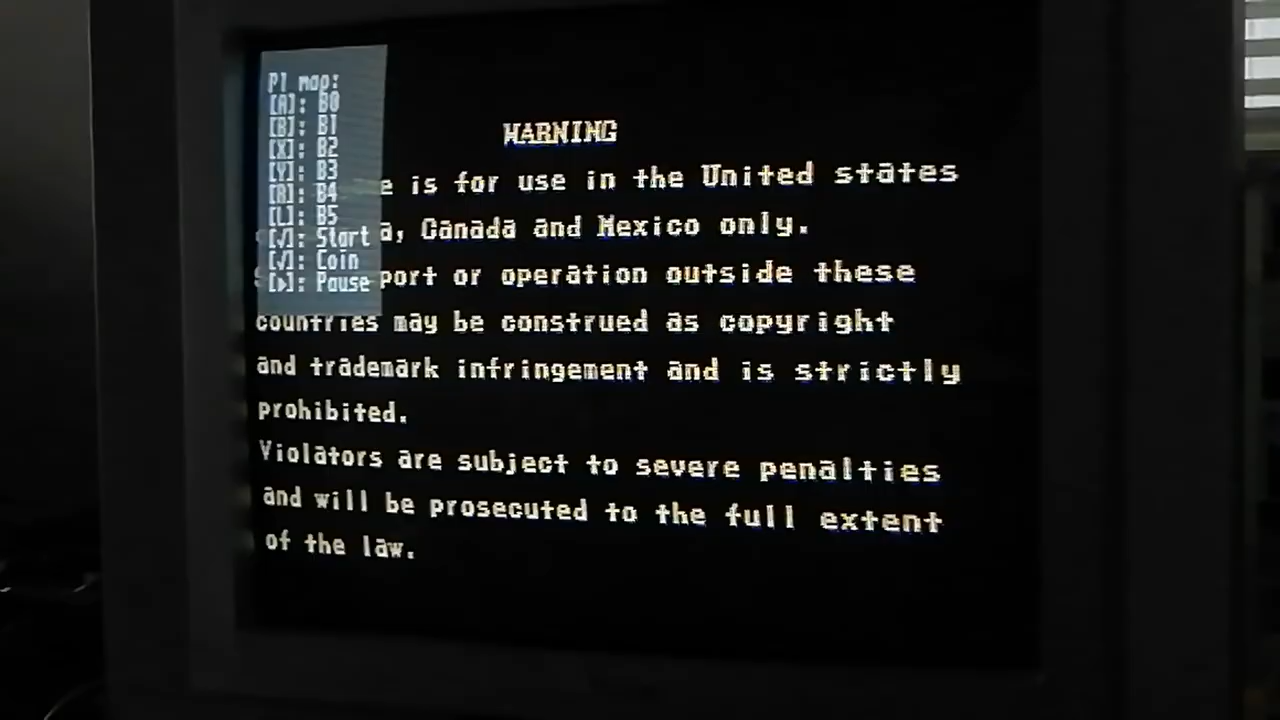 P1 map:
[A]: B0
[B]: B1
[X]: B2
[Y]: B3
[R]: B4
[L]: B5
[√]: Start
[√]: Coin
[▶]: Pause
WARNING
e is for use in the United states
a, Canada and Mexico only.
port or operation outside these
countries may be construed as copyright
and trademark infringement and is strictly
prohibited.
Violators are subject to severe penalties
and will be prosecuted to the full extent
of the law.